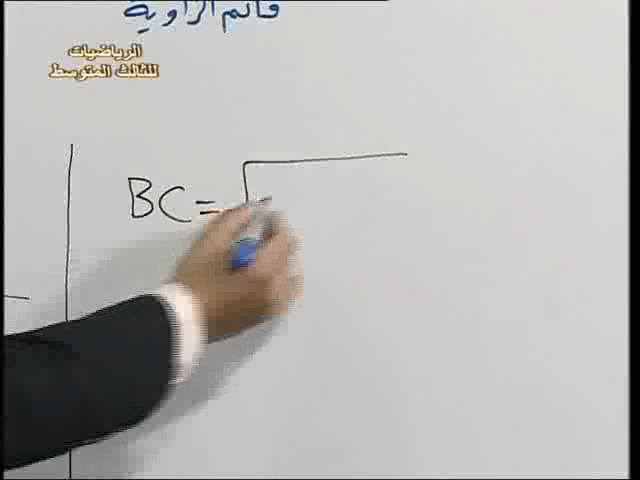 قائم الزاوية
الرياضيات
للثالث المتوسط
BC = √